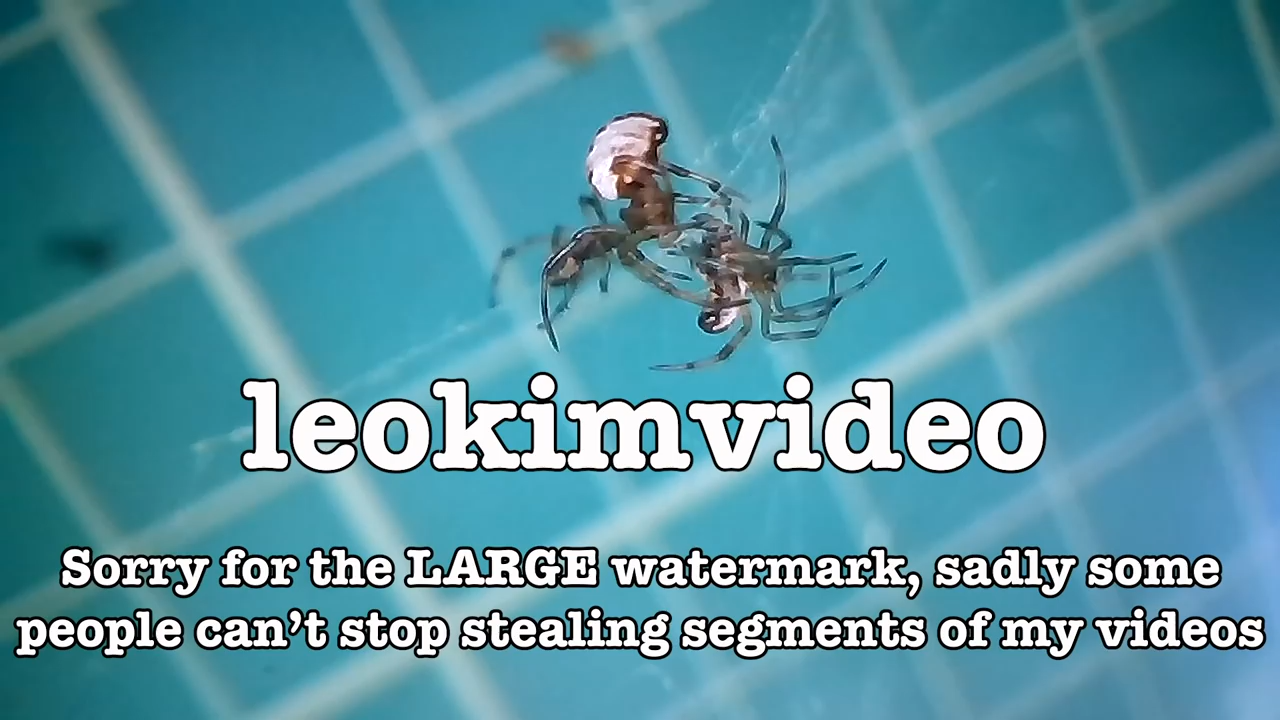 leokimvideo
Sorry for the LARGE watermark, sadly some
people can’t stop stealing segments of my videos